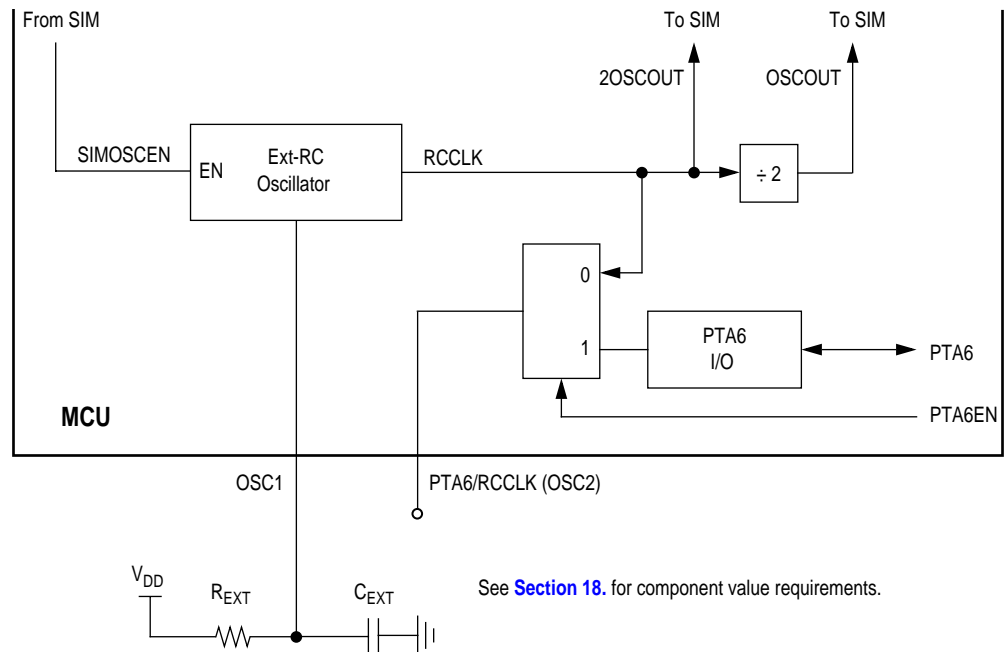 From SIM
To SIM
To SIM
2OSCOUT
OSCOUT
SIMOSCEN
EN
Ext-RC
Oscillator
RCCLK
÷ 2
0
1
PTA6
I/O
PTA6
PTA6EN
MCU
OSC1
PTA6/RCCLK (OSC2)
VDD
REXT
CEXT
See Section 18. for component value requirements.